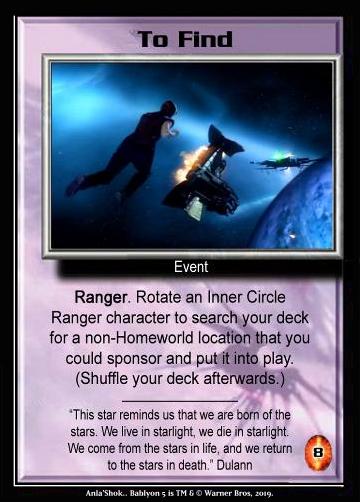 To Find
Event
Ranger. Rotate an Inner Circle
Ranger character to search your deck
for a non-Homeworld location that you
could sponsor and put it into play.
(Shuffle your deck afterwards.)
"This star reminds us that we are born of the
stars. We live in starlight, we die in starlight.
We come from the stars in life, and we return
to the stars in death." Dulann
8
Anla'Shok.. Bablyon 5 is TM & © Warner Bros, 2019.